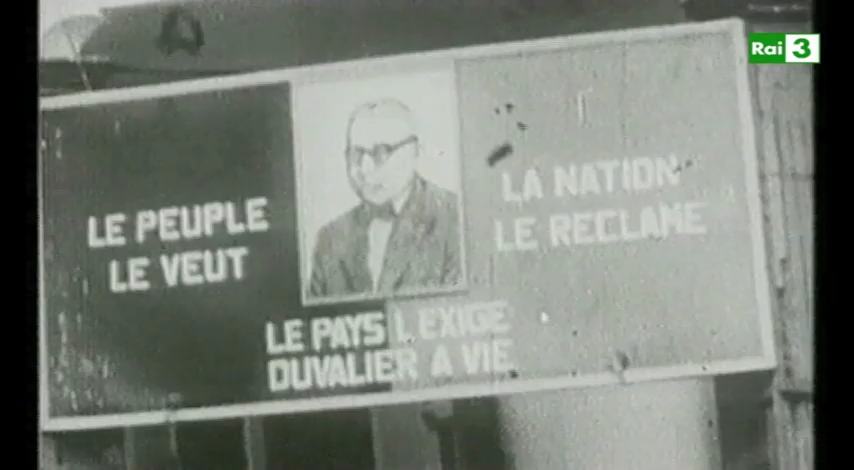 Rai 3
LE PEUPLE
LE VEUT
LA NATION
LE RECLAME
LE PAYS L'EXIGE
DUVALIER A VIE